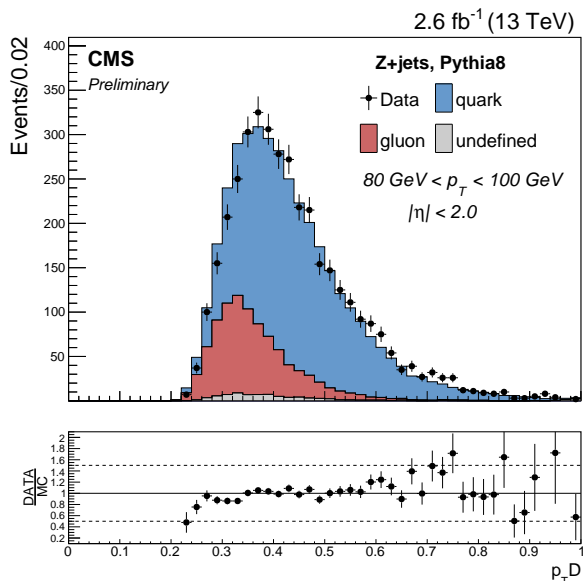 2.6 fb⁻¹ (13 TeV)
CMS
Preliminary
Z+jets, Pythia8
Data
quark
gluon
undefined
80 GeV < p_T < 100 GeV
|η| < 2.0
Events/0.02
400
350
300
250
200
150
100
50
DATA
MC
2
1.8
1.6
1.4
1.2
1
0.8
0.6
0.4
0.2
0 0.1 0.2 0.3 0.4 0.5 0.6 0.7 0.8 0.9 1
p_T D